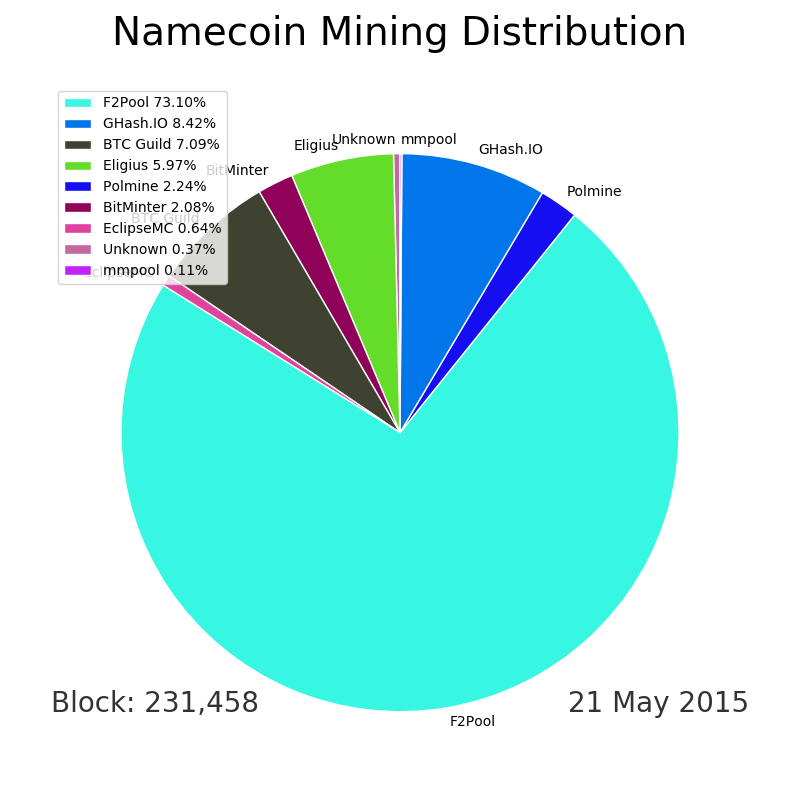 Namecoin Mining Distribution
F2Pool 73.10%
GHash.IO 8.42%
BTC Guild 7.09%
Eligius 5.97%
Polmine 2.24%
BitMinter 2.08%
EclipseMC 0.64%
Unknown 0.37%
mmpool 0.11%
Unknown
mmpool
Eligius
GHash.IO
BitMinter
Polmine
BTC Guild
F2Pool
Block: 231,458
21 May 2015